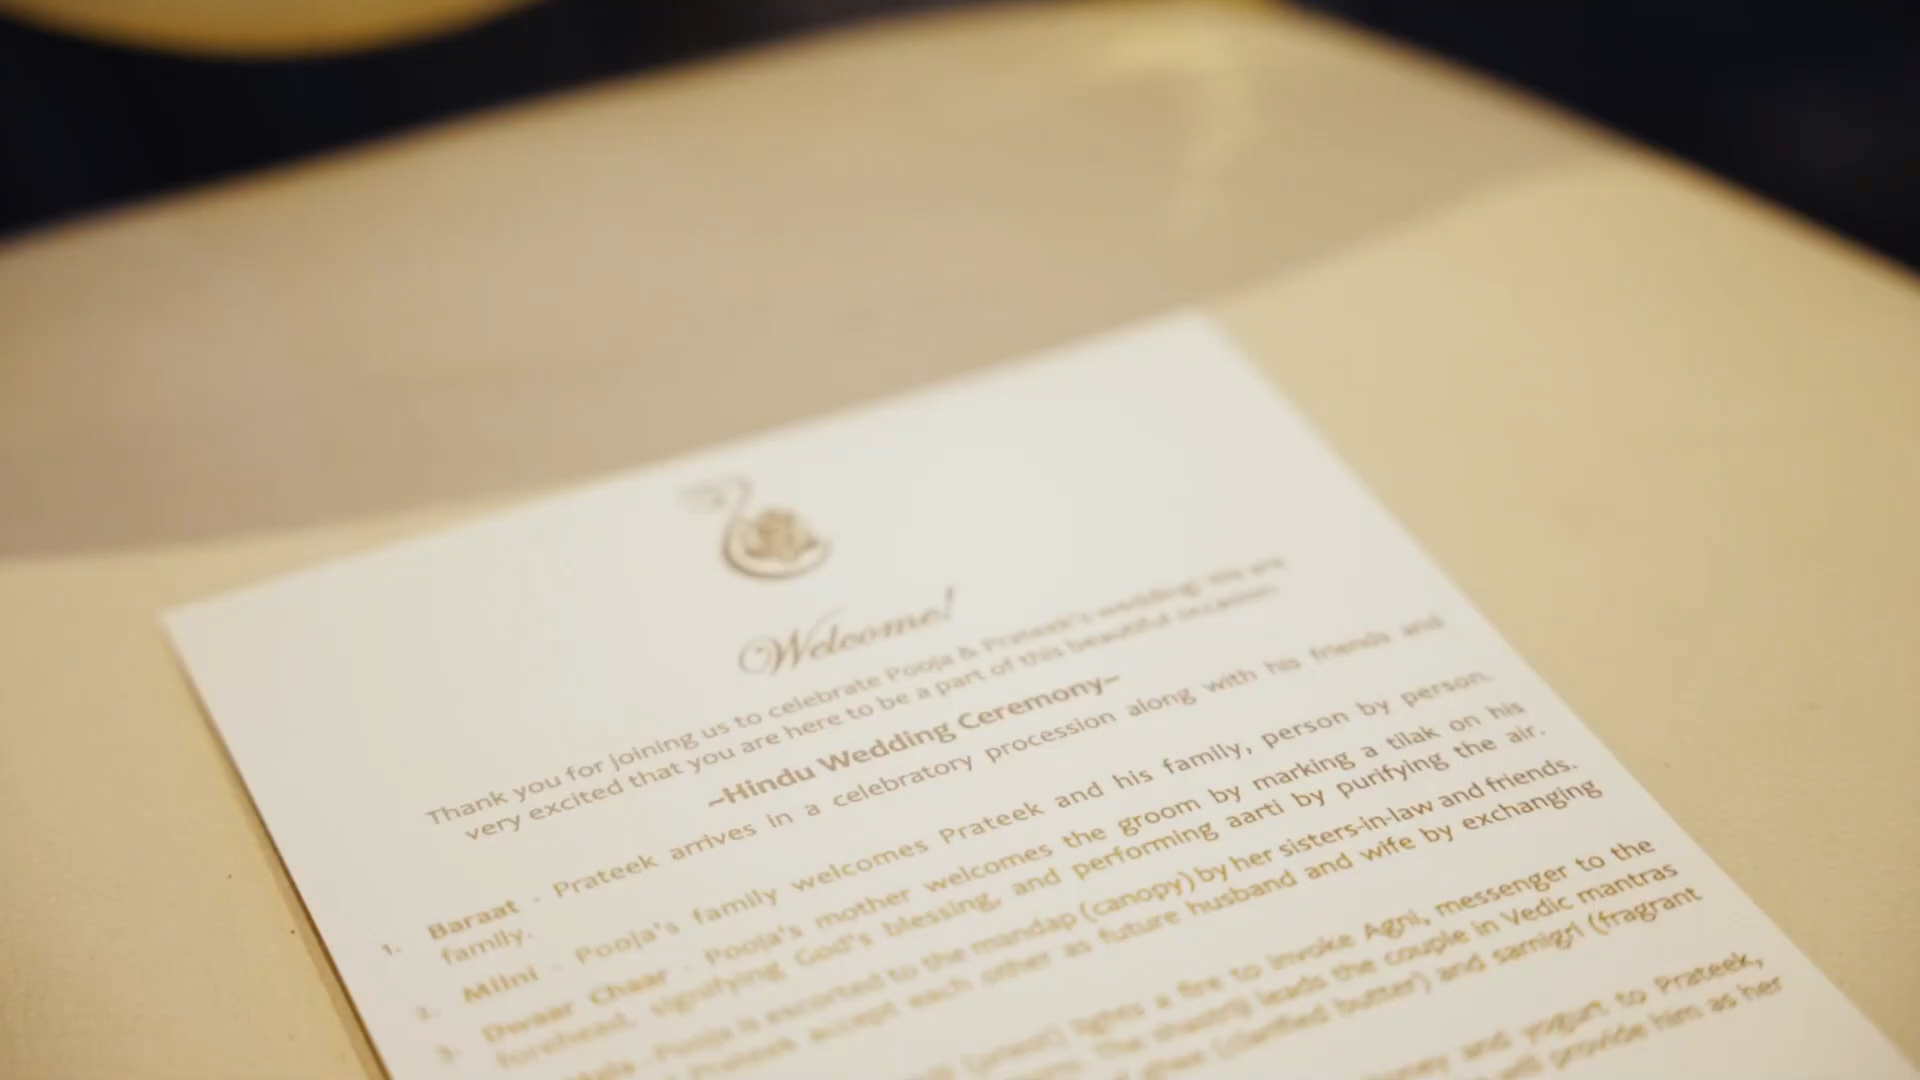 Welcome!
Thank you for joining us to celebrate Pooja & Prateek's wedding! We are
very excited that you are here to be a part of this beautiful occasion.
~Hindu Wedding Ceremony~
1. Baraat - Prateek arrives in a celebratory procession along with his friends and
family.
2. Milni - Pooja's family welcomes Prateek and his family, person by person.
3. Dwaar Chaar - Pooja's mother welcomes the groom by marking a tilak on his
forehead, signifying God's blessing, and performing aarti by purifying the air.
- Pooja is escorted to the mandap (canopy) by her sisters-in-law and friends.
Prateek accept each other as future husband and wife by exchanging
(priest) lights a fire to invoke Agni, messenger to the
The leads the couple in Vedic mantras
ghee (clarified butter) and samigri (fragrant
honey and yogurt to Prateek,
will provide him as her